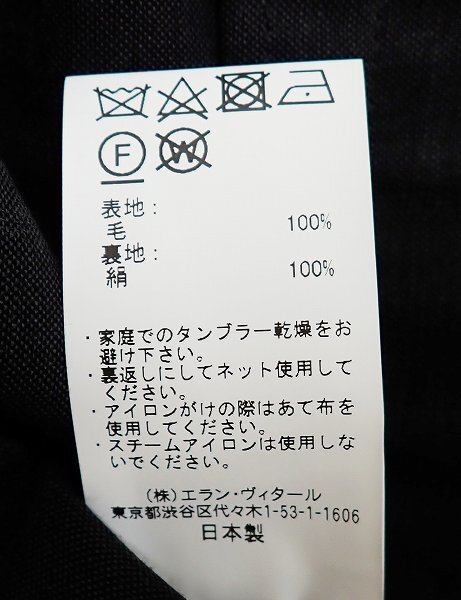 F W
表地:
毛 100%
裏地:
絹 100%
・家庭でのタンブラー乾燥をお
避け下さい。
・裏返しにしてネット使用して
ください。
・アイロンがけの際はあて布を
使用してください。
・スチームアイロンは使用しな
いでください。
(株)エラン・ヴィタール
東京都渋谷区代々木1-53-1-1606
日本製